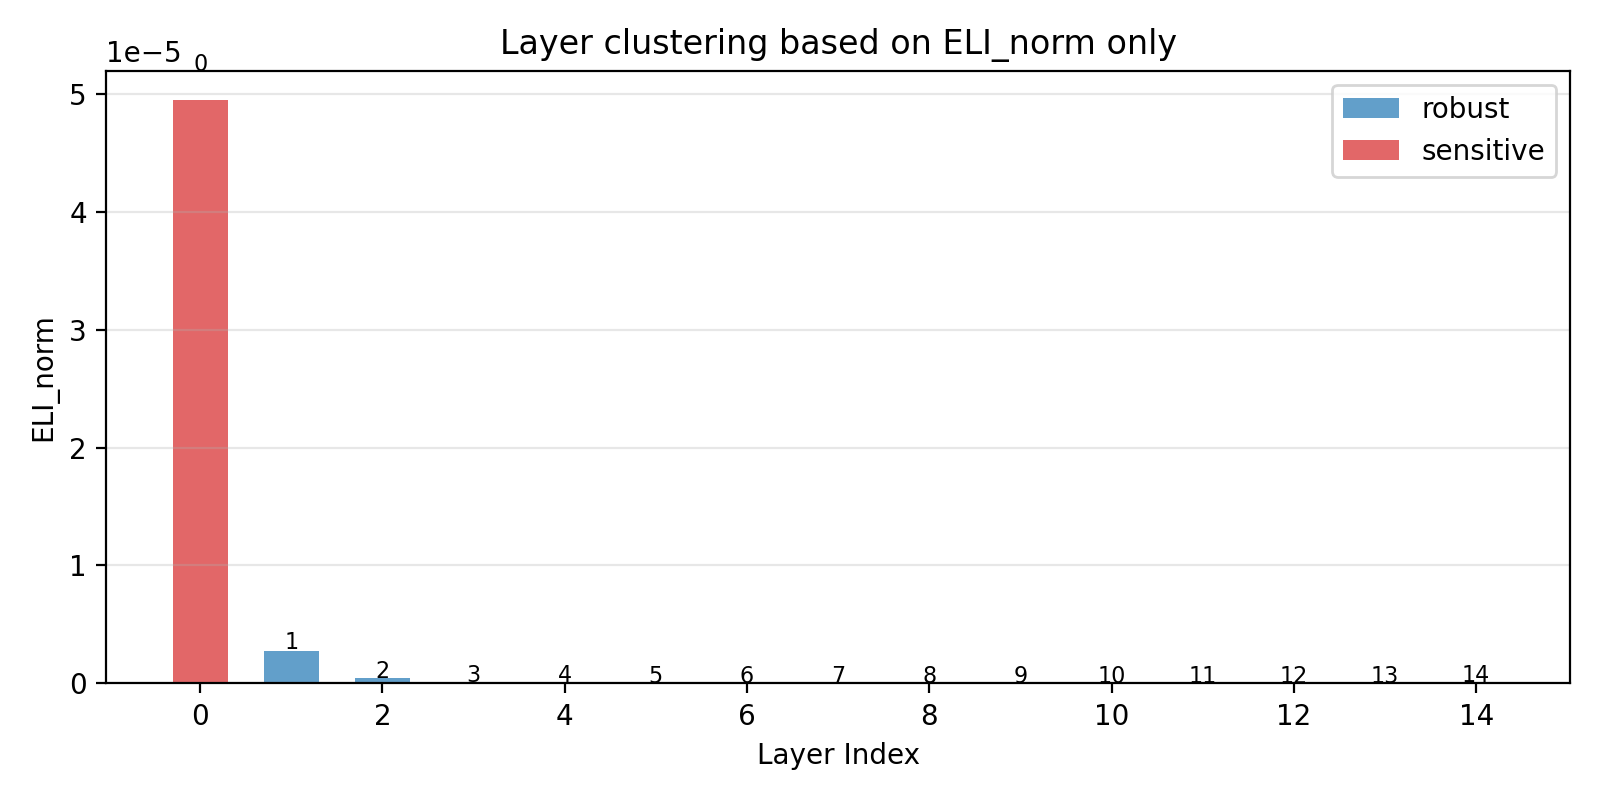 Layer clustering based on ELI_norm only
1e−5
0
robust
sensitive
5
4
3
2
1
0
ELI_norm
1 2 3 4 5 6 7 8 9 10 11 12 13 14
0 2 4 6 8 10 12 14
Layer Index